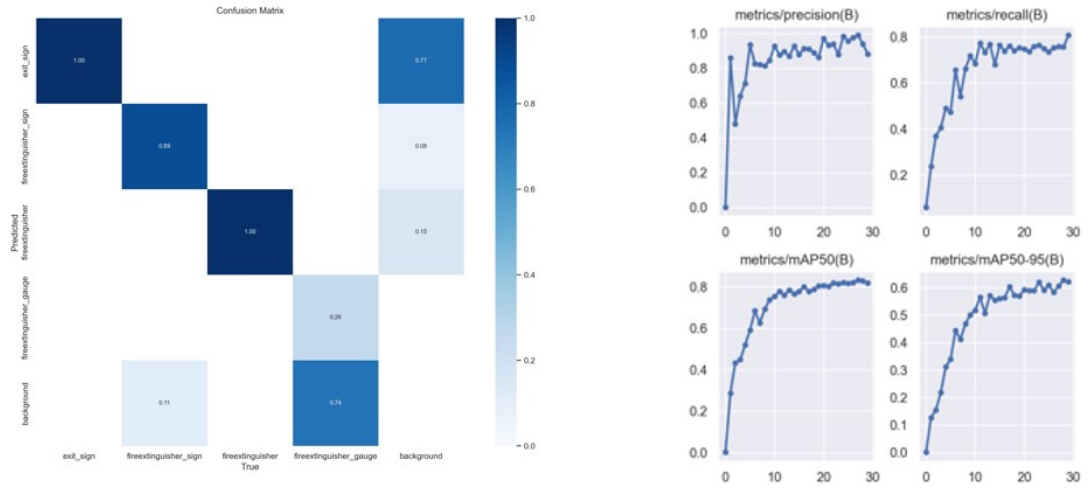 Confusion Matrix
exit_sign
fireextinguisher_sign
Predicted
fireextinguisher
fireextinguisher_gauge
background
1.00
0.77
0.89
0.08
1.00
0.15
0.26
0.11
0.74
exit_sign
fireextinguisher_sign
fireextinguisher
fireextinguisher_gauge
background
True
1.0
0.8
0.6
0.4
0.2
0.0
metrics/precision(B)
1.0
0.8
0.6
0.4
0.2
0.0
0 10 20 30
metrics/recall(B)
0.8
0.6
0.4
0.2
0 10 20 30
metrics/mAP50(B)
0.8
0.6
0.4
0.2
0.0
0 10 20 30
metrics/mAP50-95(B)
0.6
0.5
0.4
0.3
0.2
0.1
0.0
0 10 20 30